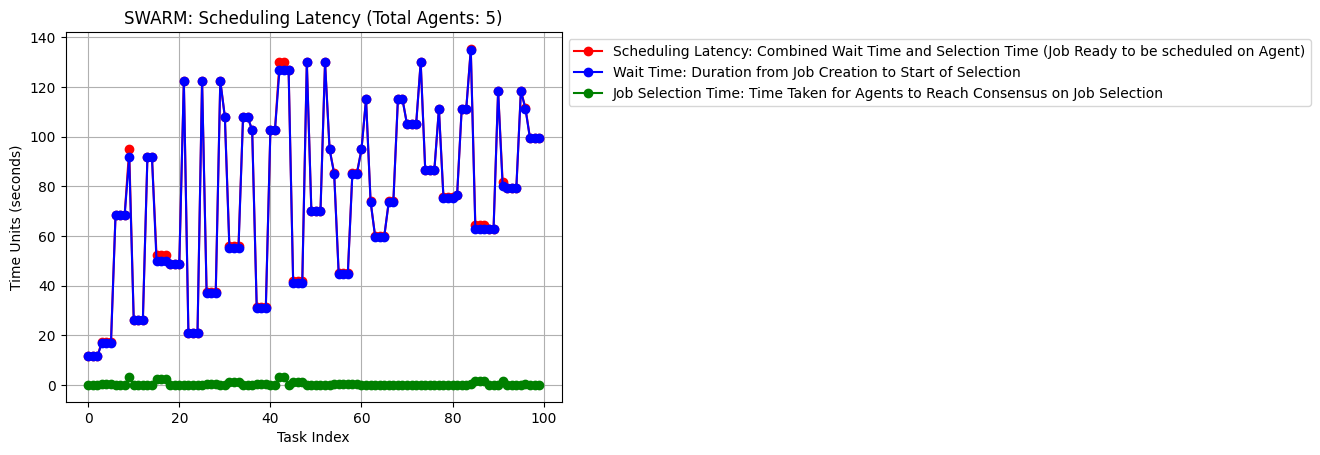 SWARM: Scheduling Latency (Total Agents: 5)
Scheduling Latency: Combined Wait Time and Selection Time (Job Ready to be scheduled on Agent)
Wait Time: Duration from Job Creation to Start of Selection
Job Selection Time: Time Taken for Agents to Reach Consensus on Job Selection
Time Units (seconds)
140
120
100
80
60
40
20
0
0 20 40 60 80 100
Task Index